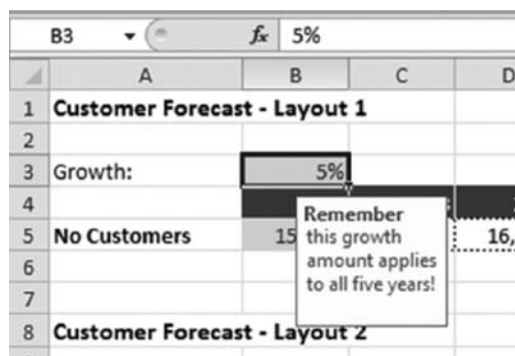 B3 fx 5%
A B C D
1 Customer Forecast - Layout 1
2
3 Growth: 5%
4
5 No Customers 15 16,
Remember
this growth
amount applies
to all five years!
6
7
8 Customer Forecast - Layout 2